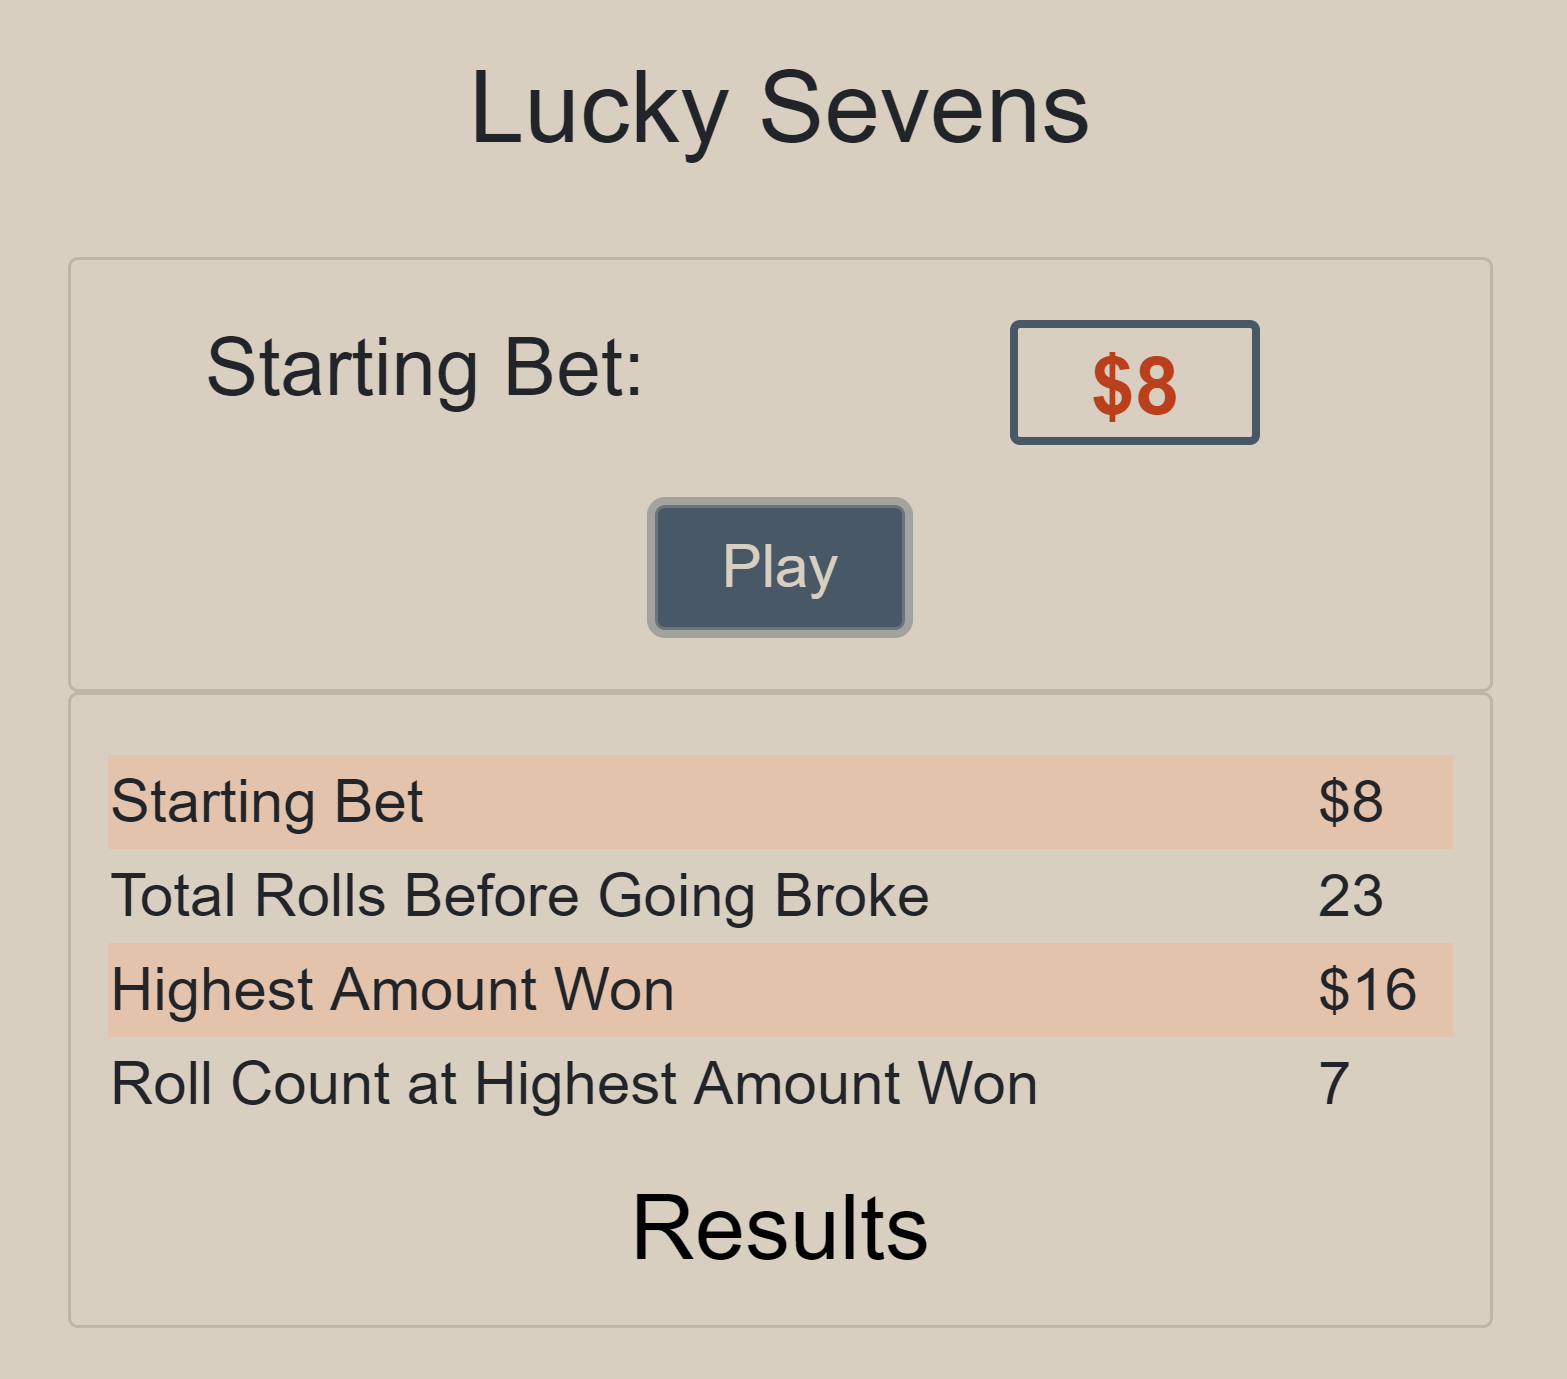 Lucky Sevens
Starting Bet: $8
Play
Starting Bet $8
Total Rolls Before Going Broke 23
Highest Amount Won $16
Roll Count at Highest Amount Won 7
Results